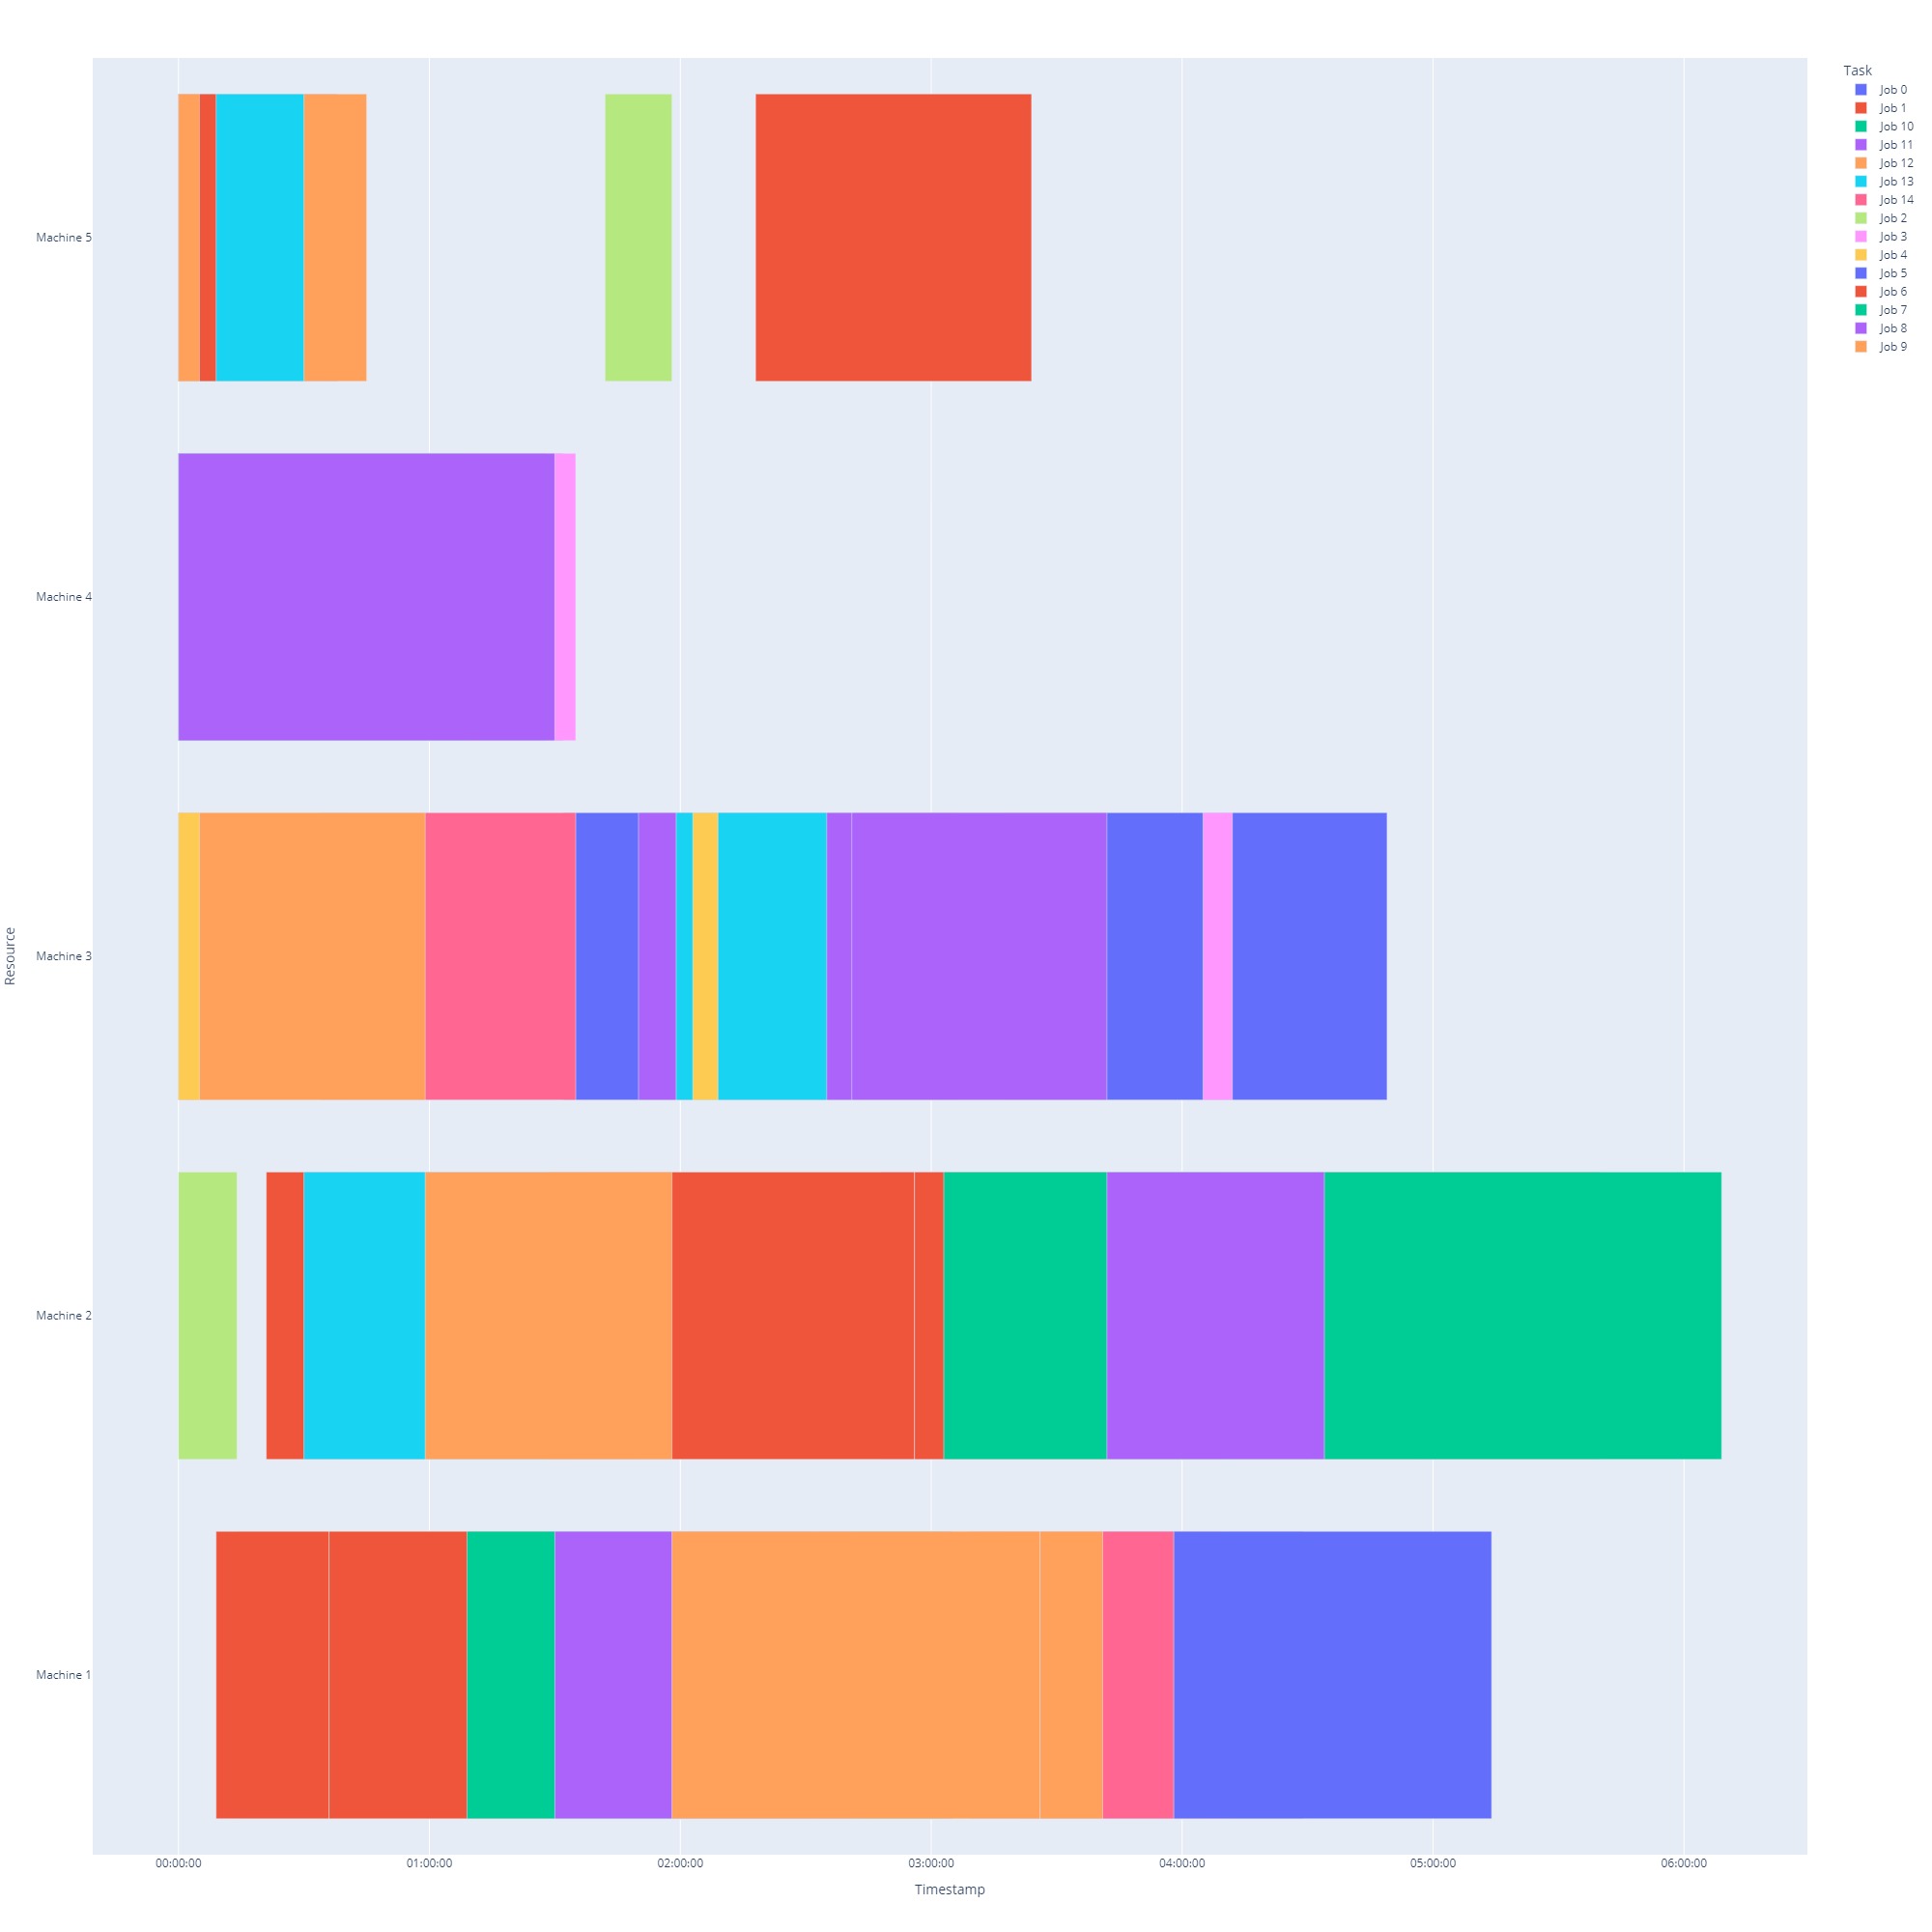 Task
Job 0
Job 1
Job 10
Job 11
Job 12
Job 13
Job 14
Job 2
Job 3
Job 4
Job 5
Job 6
Job 7
Job 8
Job 9
Machine 5
Machine 4
Machine 3
Machine 2
Machine 1
Resource
00:00:00 01:00:00 02:00:00 03:00:00 04:00:00 05:00:00 06:00:00
Timestamp